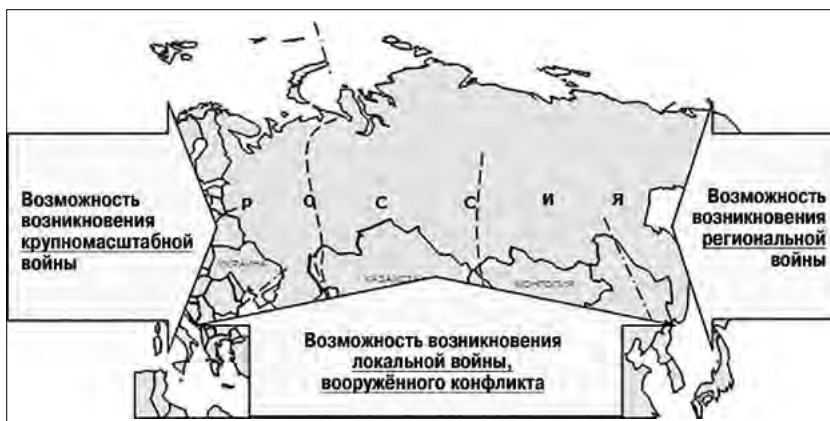 Возможность
возникновения
крупномасштабной
войны
Р О С С И Я
Возможность
возникновения
региональной
войны
УКРАИНА
КАЗАХСТАН
МОНГОЛИЯ
Возможность возникновения
локальной войны,
вооружённого конфликта